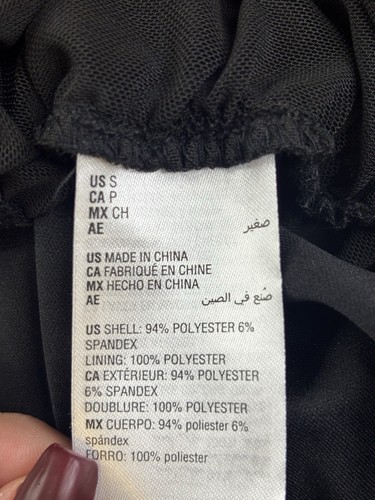 US S
CA P
MX CH
AE صغير
US MADE IN CHINA
CA FABRIQUÉ EN CHINE
MX HECHO EN CHINA
AE صُنع في الصين
US SHELL: 94% POLYESTER 6%
SPANDEX
LINING: 100% POLYESTER
CA EXTÉRIEUR: 94% POLYESTER
6% SPANDEX
DOUBLURE: 100% POLYESTER
MX CUERPO: 94% poliester 6%
spándex
FORRO: 100% poliester